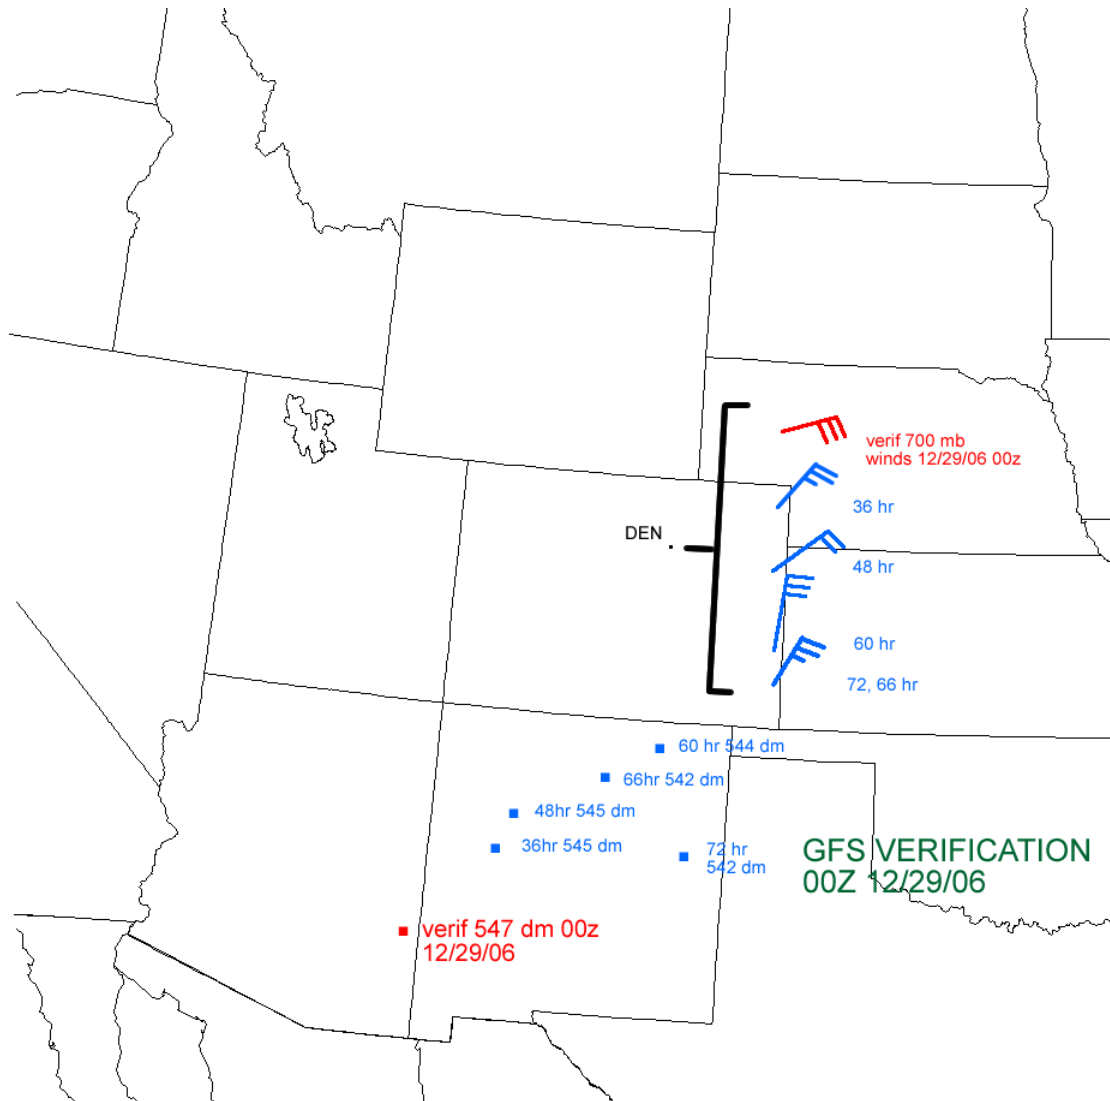 verif 700 mb
winds 12/29/06 00z
36 hr
DEN
48 hr
60 hr
72, 66 hr
60 hr 544 dm
66hr 542 dm
48hr 545 dm
36hr 545 dm
72 hr
542 dm
GFS VERIFICATION
00Z 12/29/06
verif 547 dm 00z
12/29/06